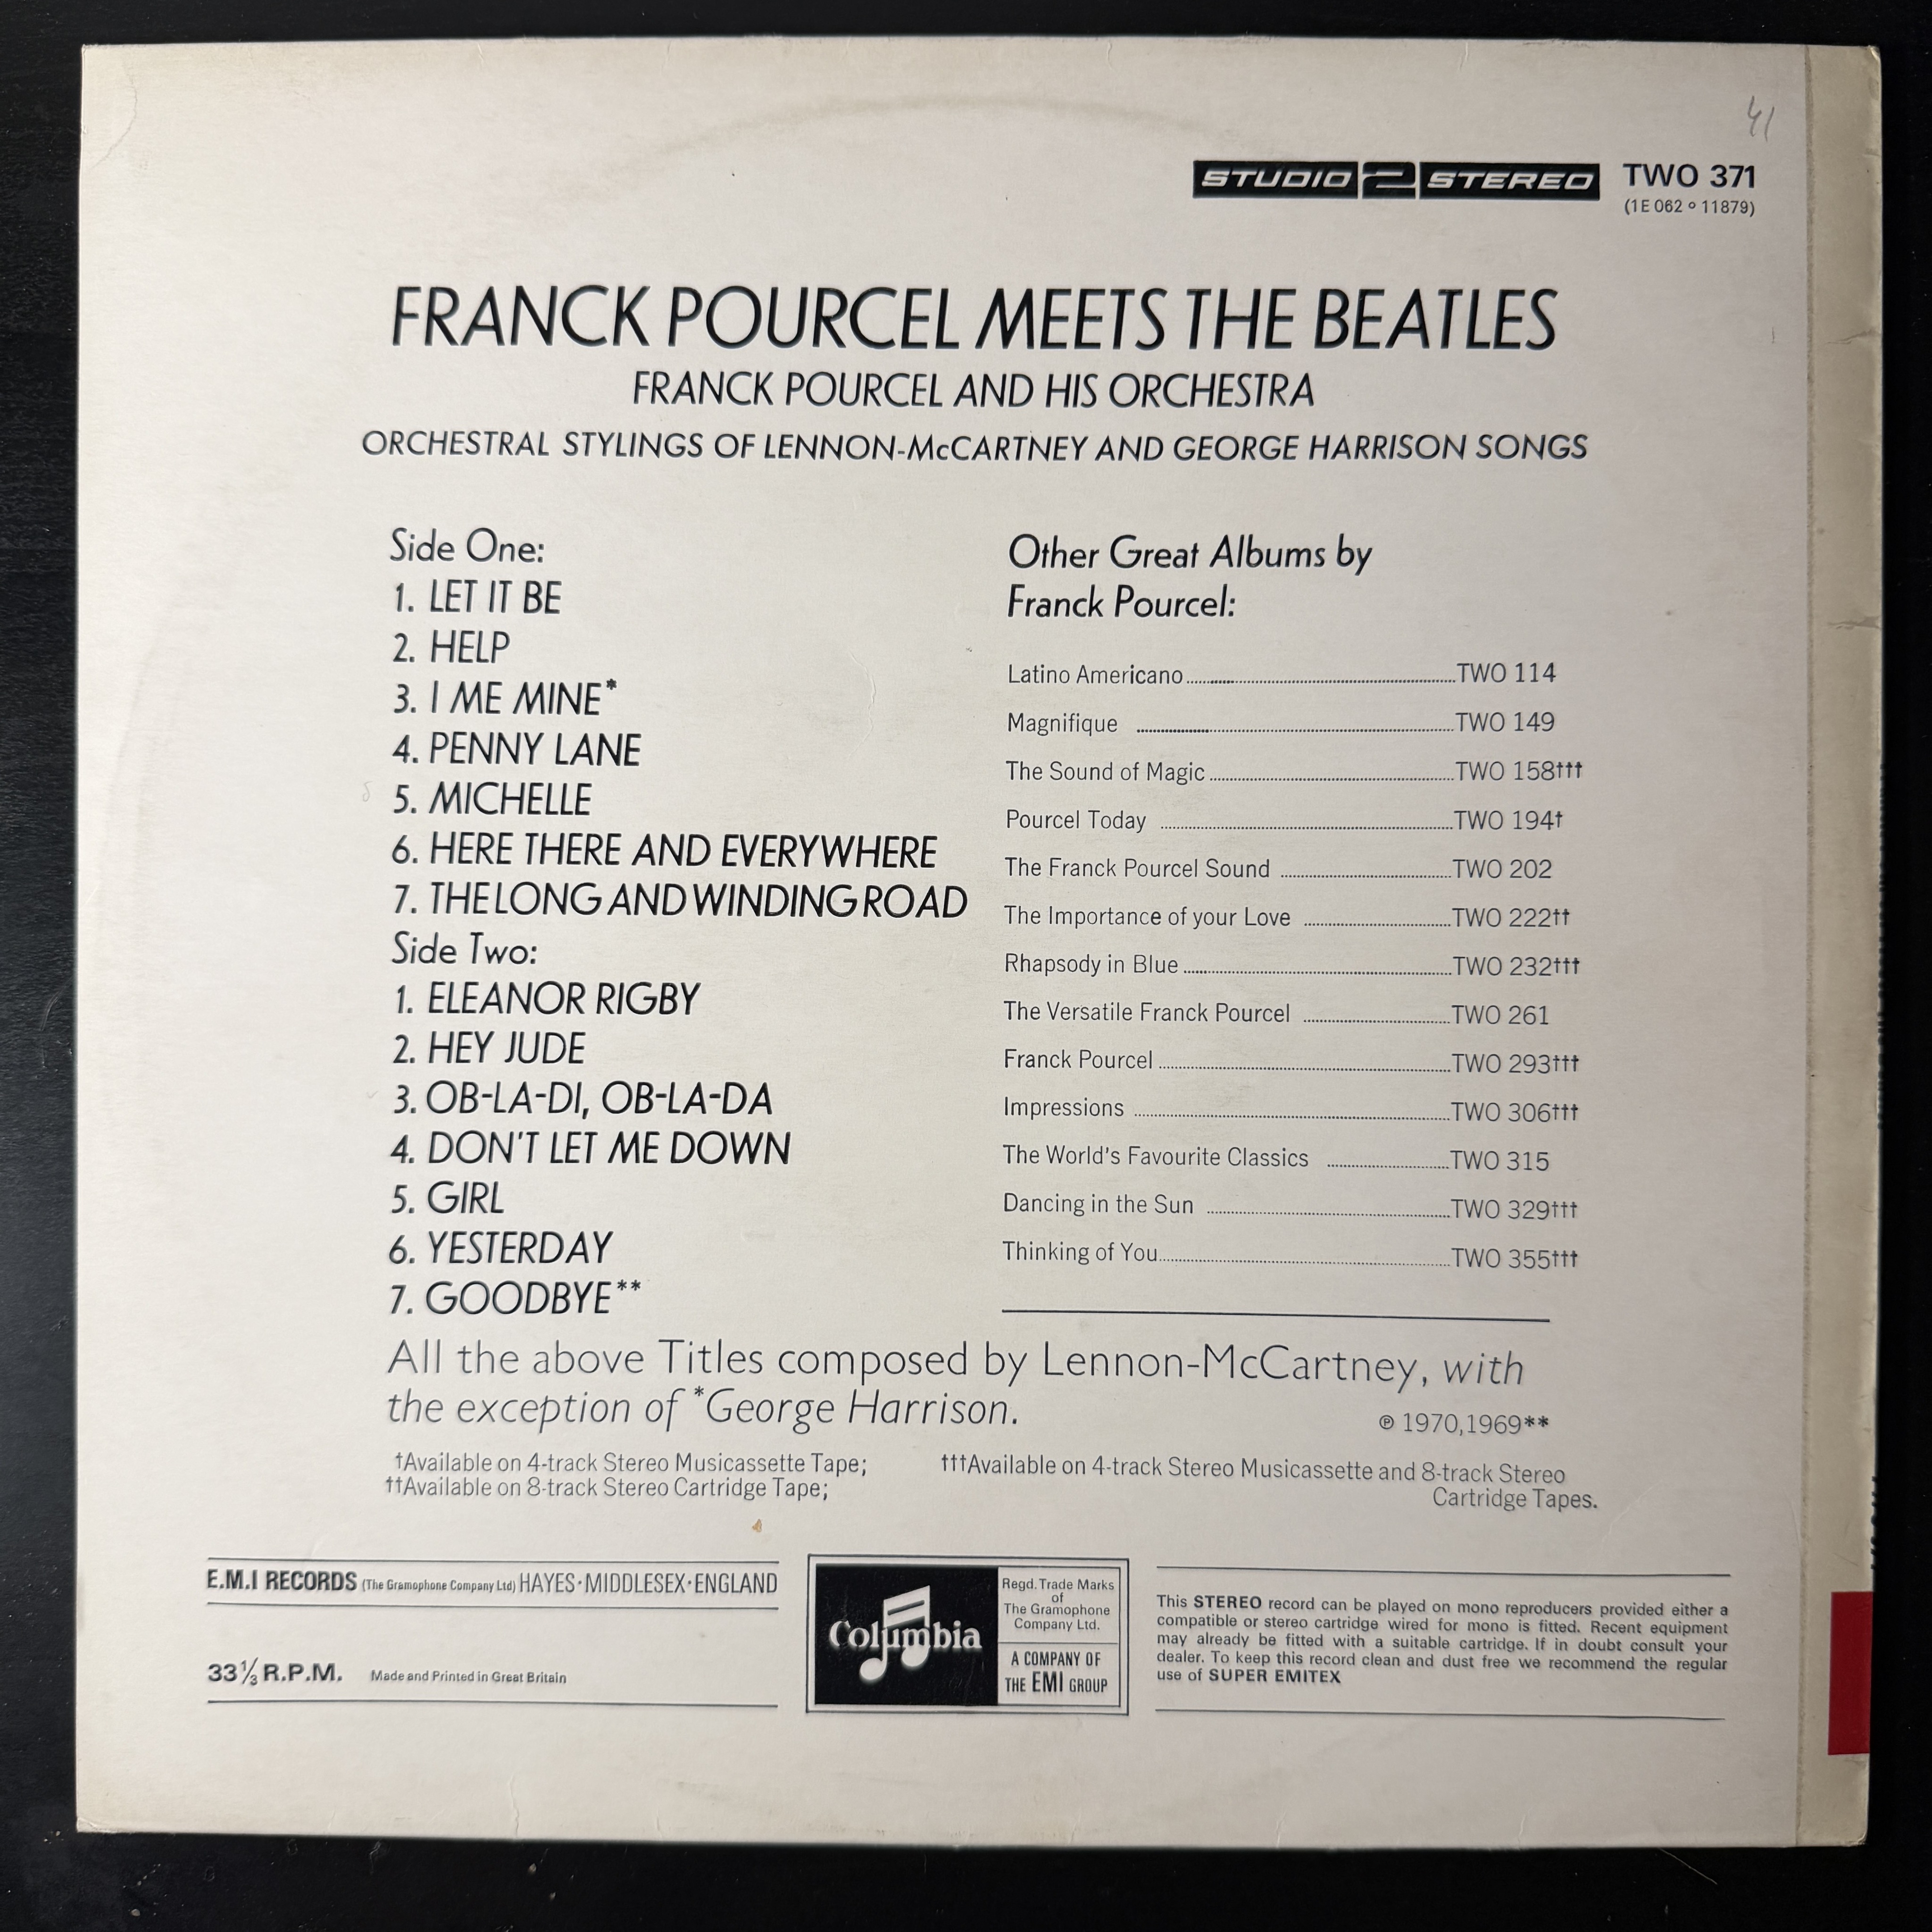 41
STUDIO 2 STEREO TWO 371
(1E 062 o 11879)
FRANCK POURCEL MEETS THE BEATLES
FRANCK POURCEL AND HIS ORCHESTRA
ORCHESTRAL STYLINGS OF LENNON-McCARTNEY AND GEORGE HARRISON SONGS
Side One:
1. LET IT BE
2. HELP
3. I ME MINE*
4. PENNY LANE
5. MICHELLE
6. HERE THERE AND EVERYWHERE
7. THE LONG AND WINDING ROAD
Side Two:
1. ELEANOR RIGBY
2. HEY JUDE
3. OB-LA-DI, OB-LA-DA
4. DON'T LET ME DOWN
5. GIRL
6. YESTERDAY
7. GOODBYE**
Other Great Albums by
Franck Pourcel:
Latino Americano TWO 114
Magnifique TWO 149
The Sound of Magic TWO 158†††
Pourcel Today TWO 194†
The Franck Pourcel Sound TWO 202
The Importance of your Love TWO 222††
Rhapsody in Blue TWO 232†††
The Versatile Franck Pourcel TWO 261
Franck Pourcel TWO 293†††
Impressions TWO 306†††
The World's Favourite Classics TWO 315
Dancing in the Sun TWO 329†††
Thinking of You TWO 355†††
All the above Titles composed by Lennon-McCartney, with
the exception of *George Harrison.
℗ 1970,1969**
†Available on 4-track Stereo Musicassette Tape;
††Available on 8-track Stereo Cartridge Tape;
†††Available on 4-track Stereo Musicassette and 8-track Stereo
Cartridge Tapes.
E.M.I RECORDS (The Gramophone Company Ltd) HAYES·MIDDLESEX·ENGLAND
33⅓ R.P.M. Made and Printed in Great Britain
Columbia
Regd. Trade Marks
of
The Gramophone
Company Ltd.
A COMPANY OF
THE EMI GROUP
This STEREO record can be played on mono reproducers provided either a
compatible or stereo cartridge wired for mono is fitted. Recent equipment
may already be fitted with a suitable cartridge. If in doubt consult your
dealer. To keep this record clean and dust free we recommend the regular
use of SUPER EMITEX